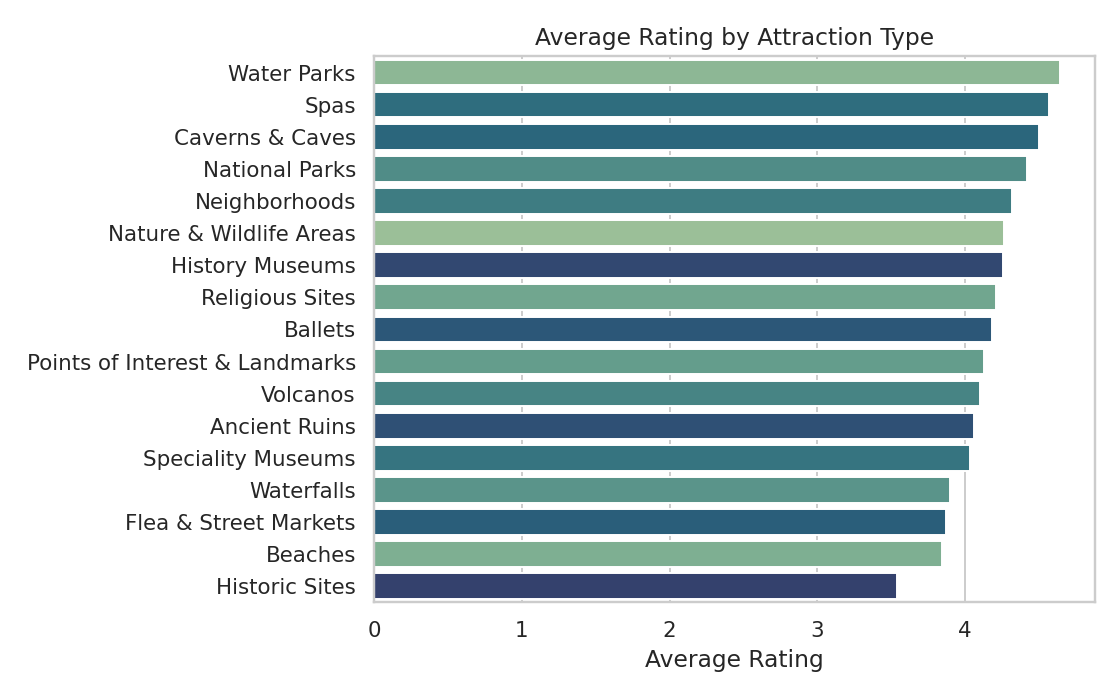 Average Rating by Attraction Type
Water Parks
Spas
Caverns & Caves
National Parks
Neighborhoods
Nature & Wildlife Areas
History Museums
Religious Sites
Ballets
Points of Interest & Landmarks
Volcanos
Ancient Ruins
Speciality Museums
Waterfalls
Flea & Street Markets
Beaches
Historic Sites
0 1 2 3 4
Average Rating